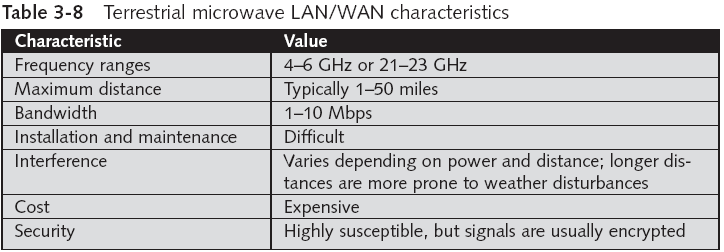 Table 3-8 Terrestrial microwave LAN/WAN characteristics
Characteristic Value
Frequency ranges 4–6 GHz or 21–23 GHz
Maximum distance Typically 1–50 miles
Bandwidth 1–10 Mbps
Installation and maintenance Difficult
Interference Varies depending on power and distance; longer dis-
tances are more prone to weather disturbances
Cost Expensive
Security Highly susceptible, but signals are usually encrypted